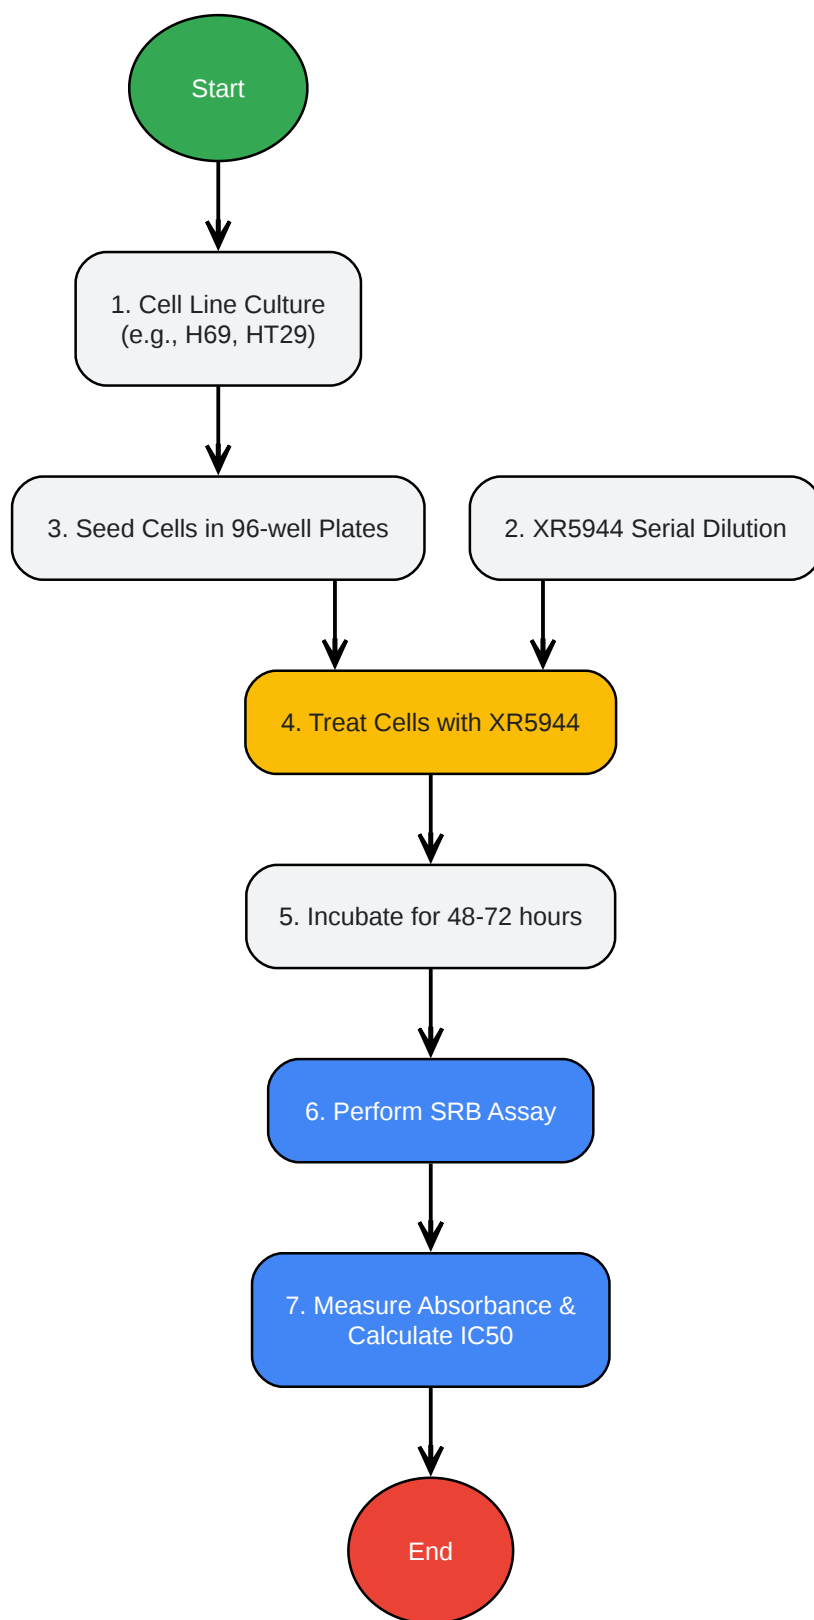 Start
1. Cell Line Culture
(e.g., H69, HT29)
3. Seed Cells in 96-well Plates
2. XR5944 Serial Dilution
4. Treat Cells with XR5944
5. Incubate for 48-72 hours
6. Perform SRB Assay
7. Measure Absorbance &
Calculate IC50
End